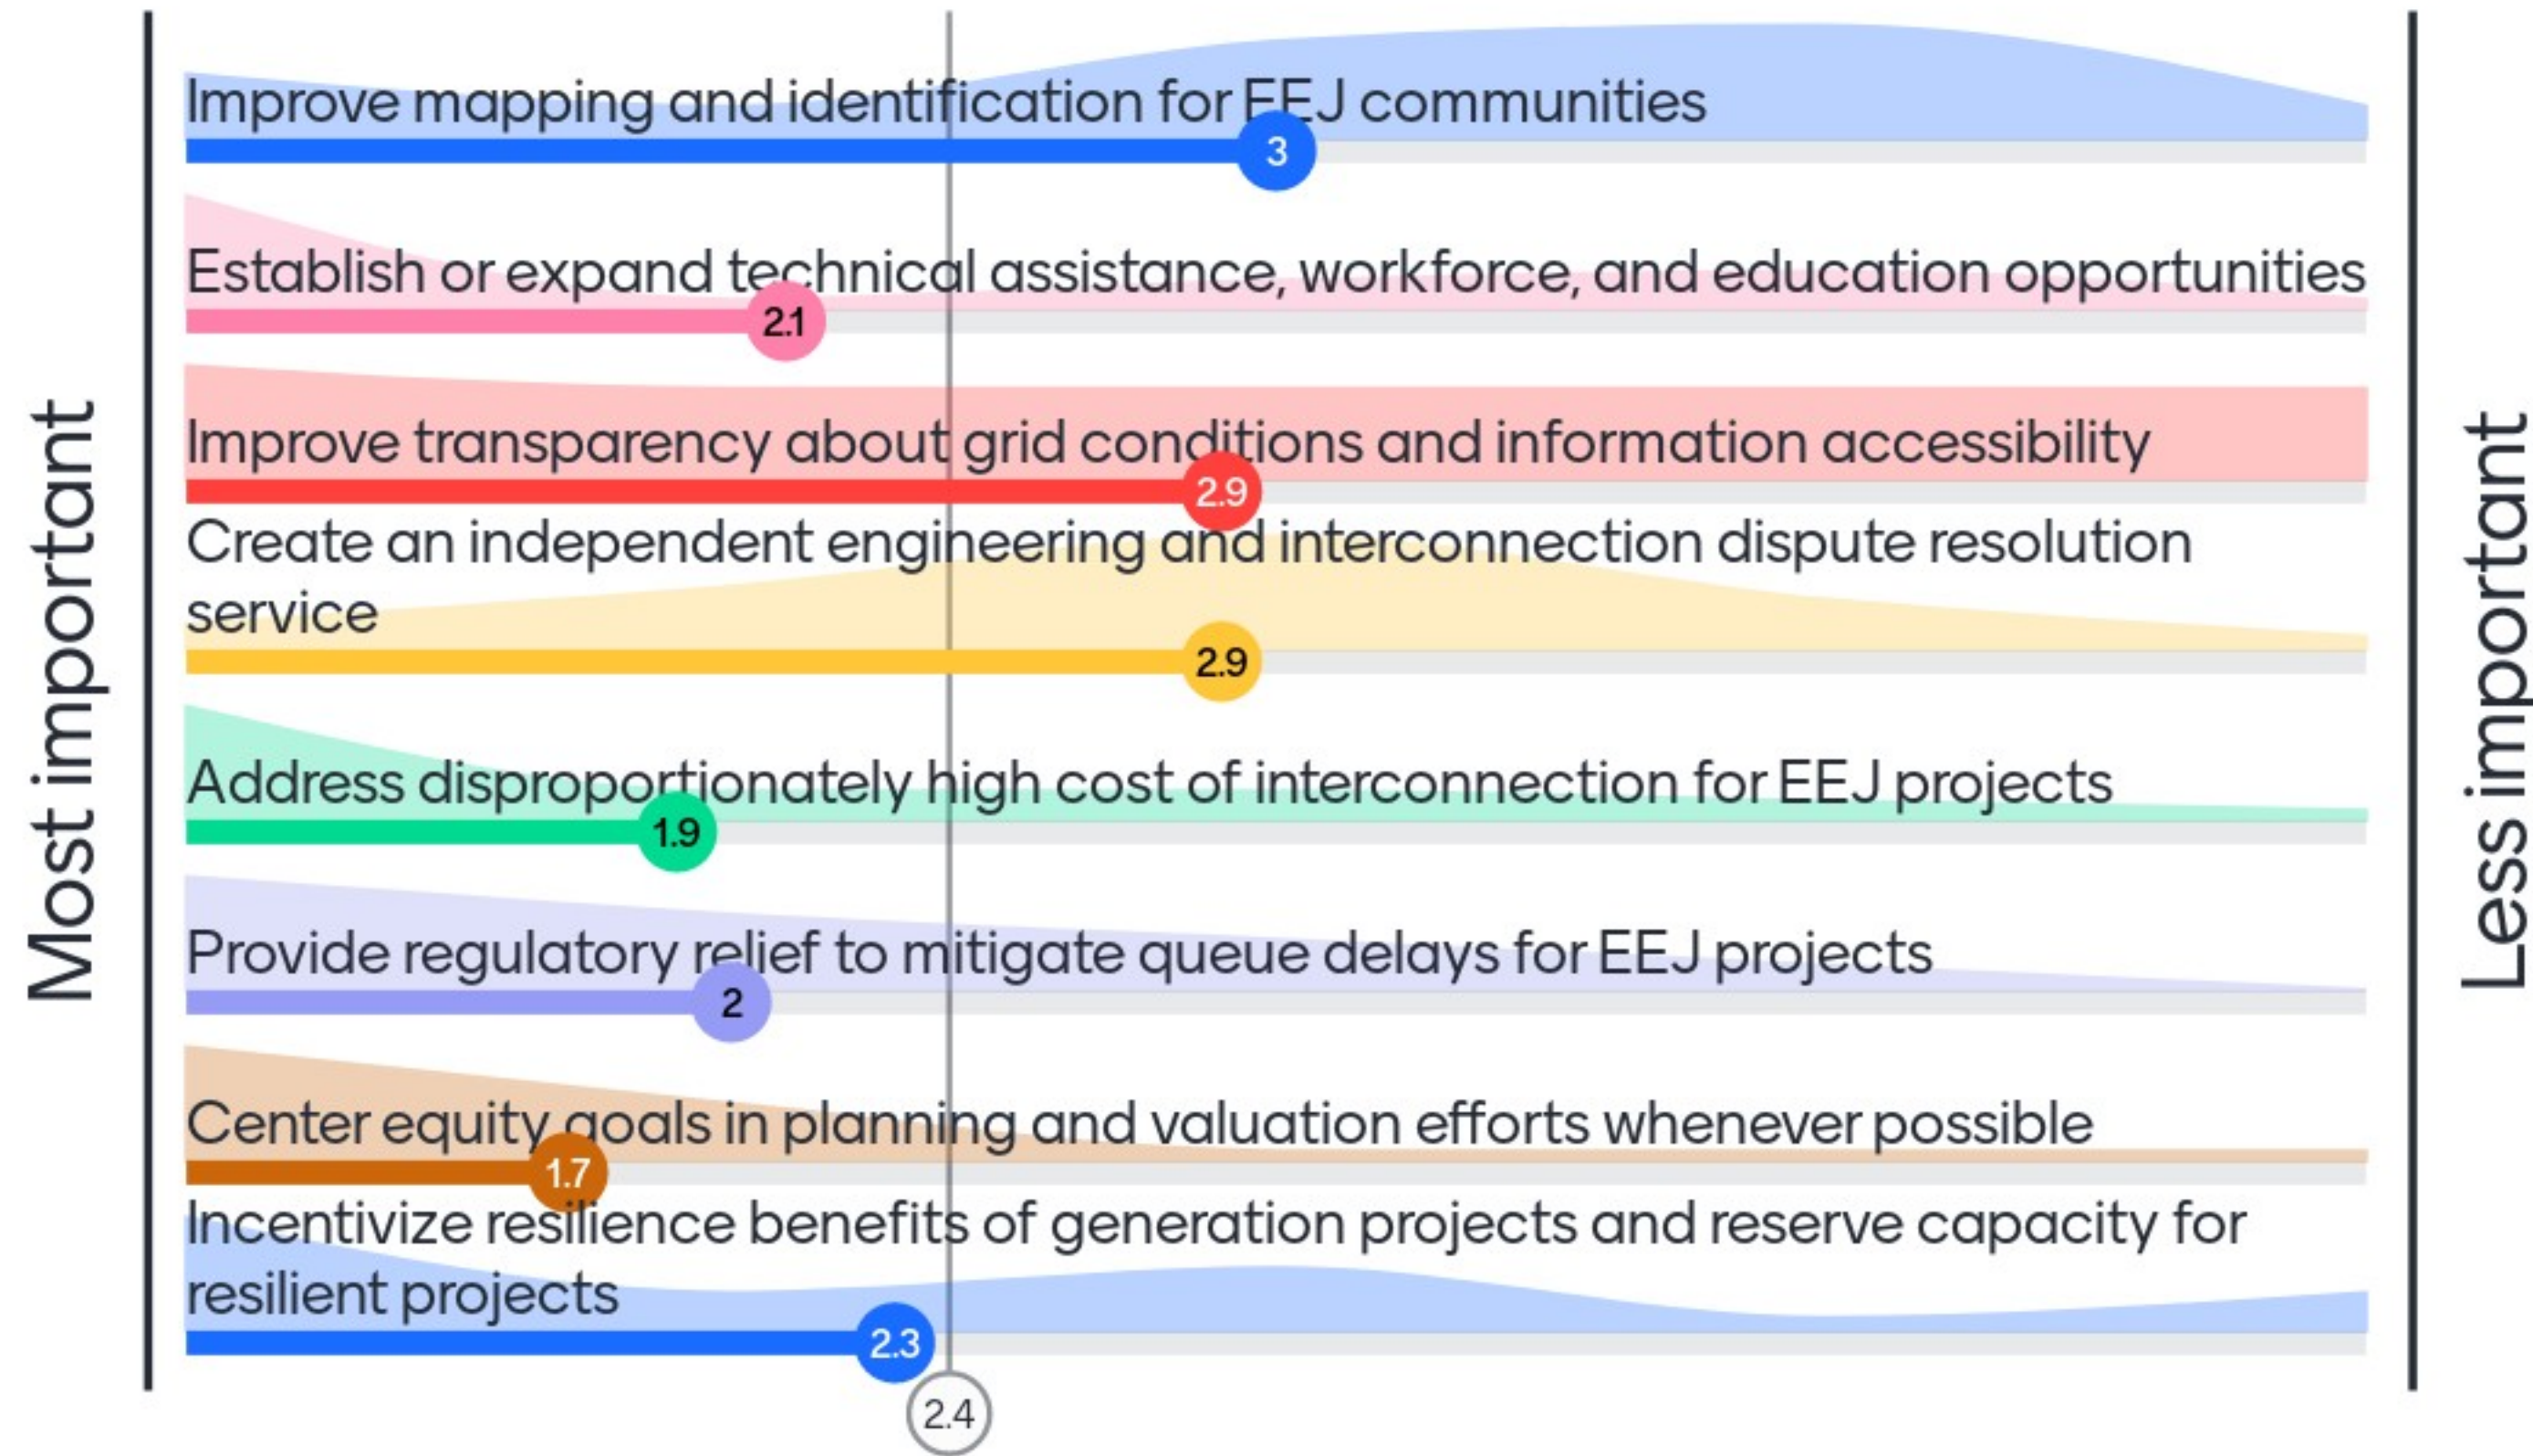 Most important
Improve mapping and identification for EEJ communities
3
Establish or expand technical assistance, workforce, and education opportunities
2.1
Improve transparency about grid conditions and information accessibility
2.9
Create an independent engineering and interconnection dispute resolution
service
2.9
Address disproportionately high cost of interconnection for EEJ projects
1.9
Provide regulatory relief to mitigate queue delays for EEJ projects
2
Center equity goals in planning and valuation efforts whenever possible
1.7
Incentivize resilience benefits of generation projects and reserve capacity for
resilient projects
2.3
2.4
Less important